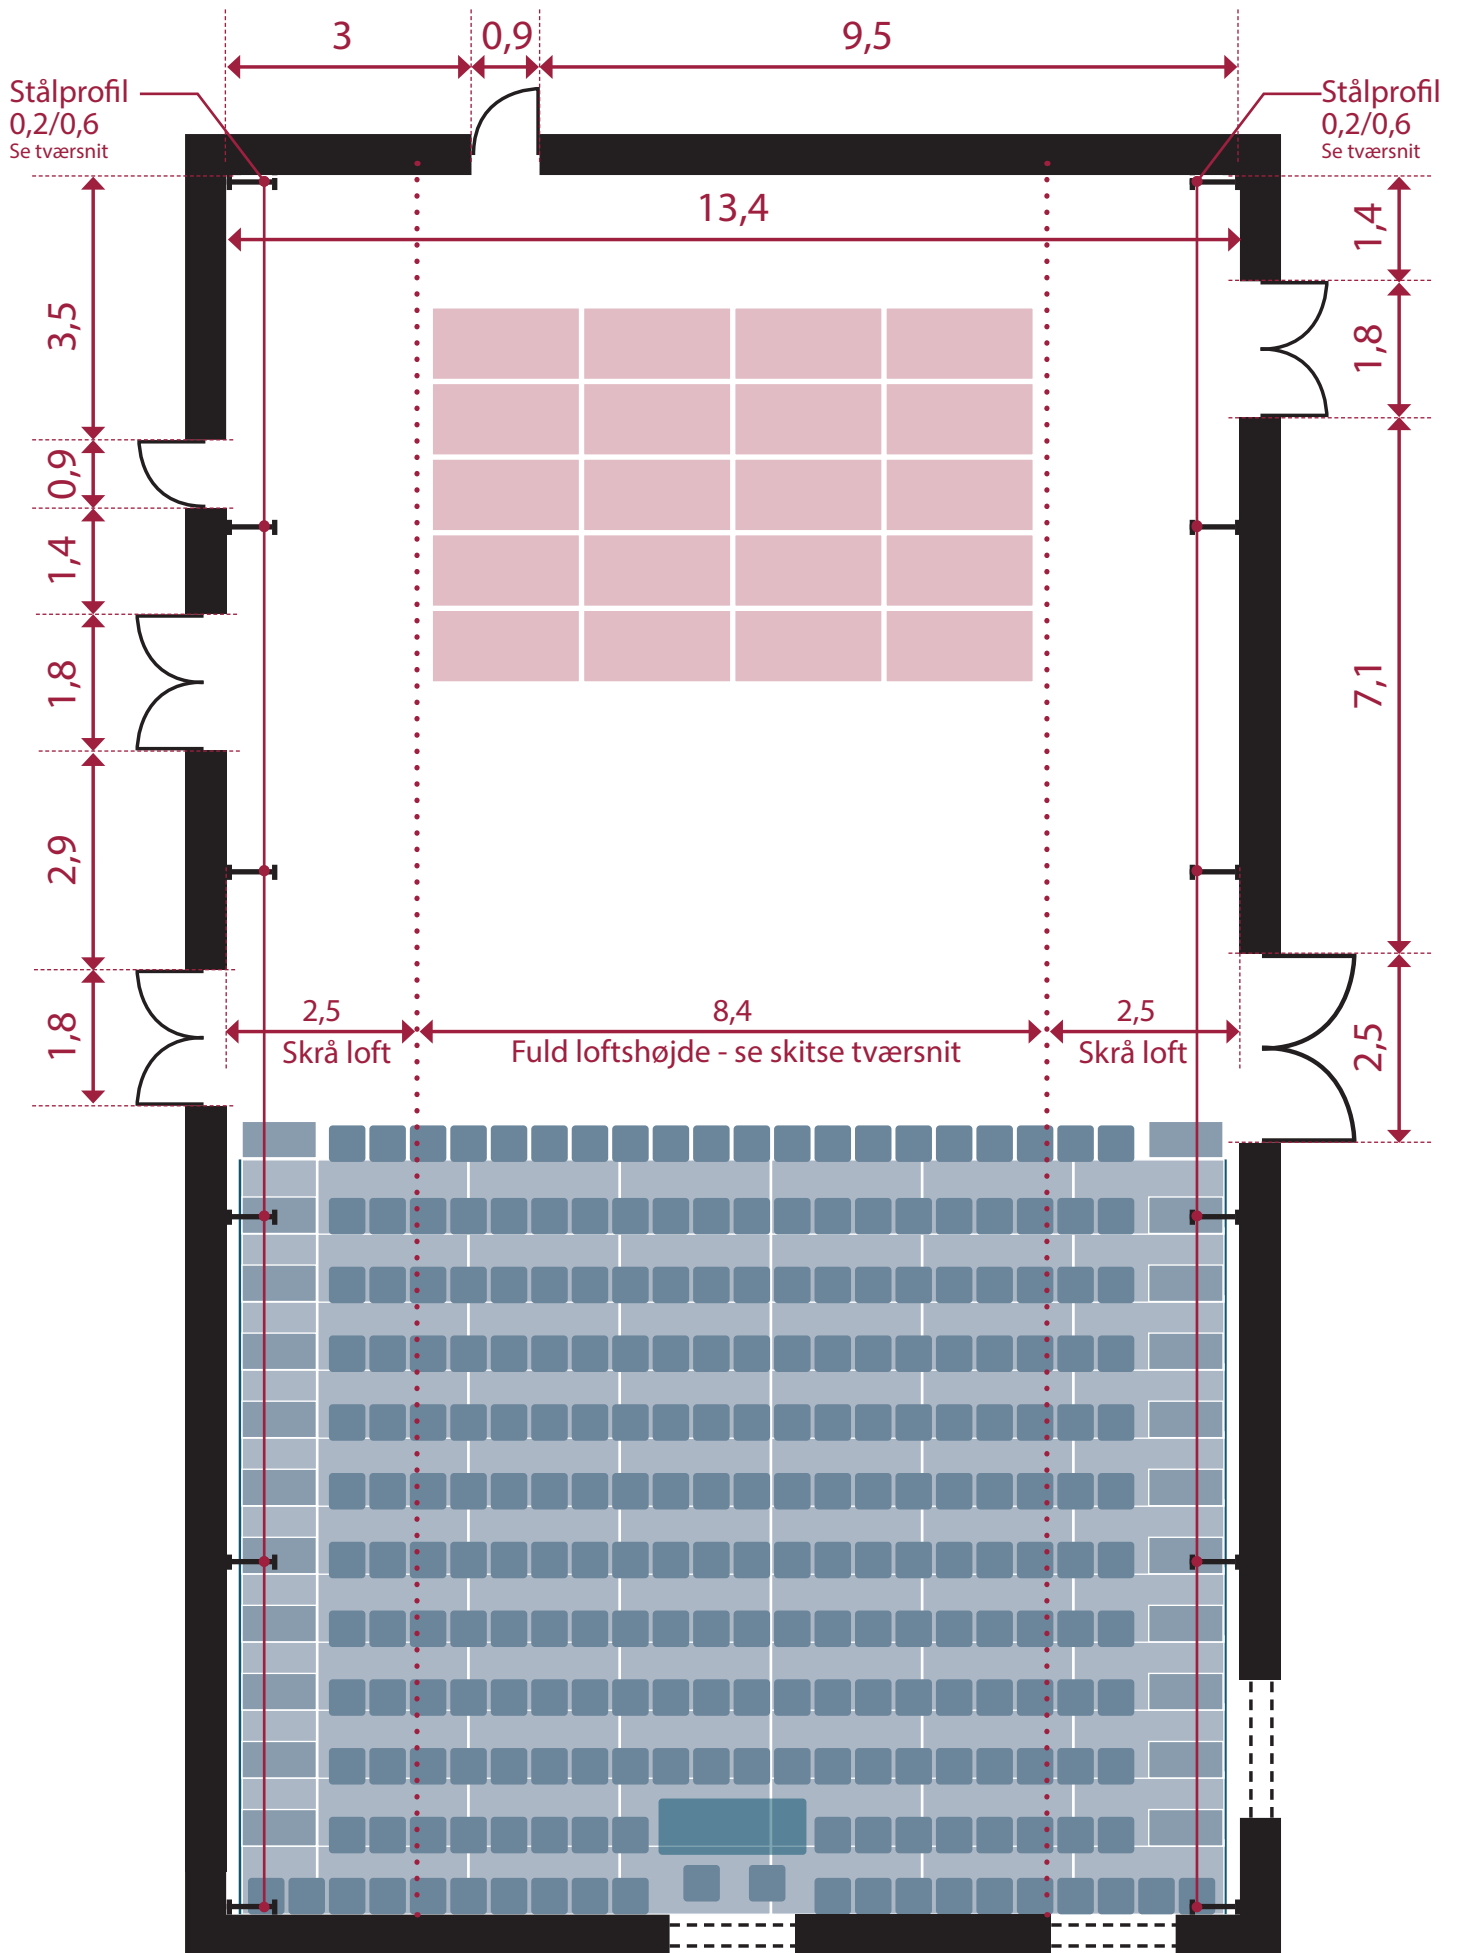 3
0,9
9,5
Stålprofil
0,2/0,6
Se tværsnit
Stålprofil
0,2/0,6
Se tværsnit
13,4
3,5
0,9
1,4
1,8
2,9
1,8
1,4
1,8
7,1
2,5
2,5
Skrå loft
8,4
Fuld loftshøjde - se skitse tværsnit
2,5
Skrå loft